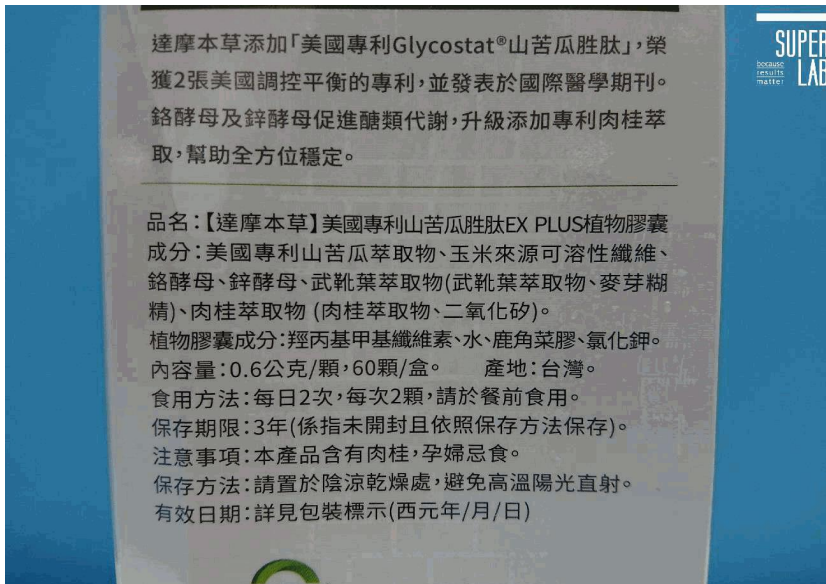 達摩本草添加「美國專利Glycostat®山苦瓜胜肽」,榮
獲2張美國調控平衡的專利,並發表於國際醫學期刊。
鉻酵母及鋅酵母促進醣類代謝,升級添加專利肉桂萃
取,幫助全方位穩定。
品名:【達摩本草】美國專利山苦瓜胜肽EX PLUS植物膠囊
成分:美國專利山苦瓜萃取物、玉米來源可溶性纖維、
鉻酵母、鋅酵母、武靴葉萃取物(武靴葉萃取物、麥芽糊
精)、肉桂萃取物 (肉桂萃取物、二氧化矽)。
植物膠囊成分:羥丙基甲基纖維素、水、鹿角菜膠、氯化鉀。
內容量:0.6公克/顆,60顆/盒。 產地:台灣。
食用方法:每日2次,每次2顆,請於餐前食用。
保存期限:3年(係指未開封且依照保存方法保存)。
注意事項:本產品含有肉桂,孕婦忌食。
保存方法:請置於陰涼乾燥處,避免高溫陽光直射。
有效日期:詳見包裝標示(西元年/月/日)
SUPER
because
results
matter
LAB